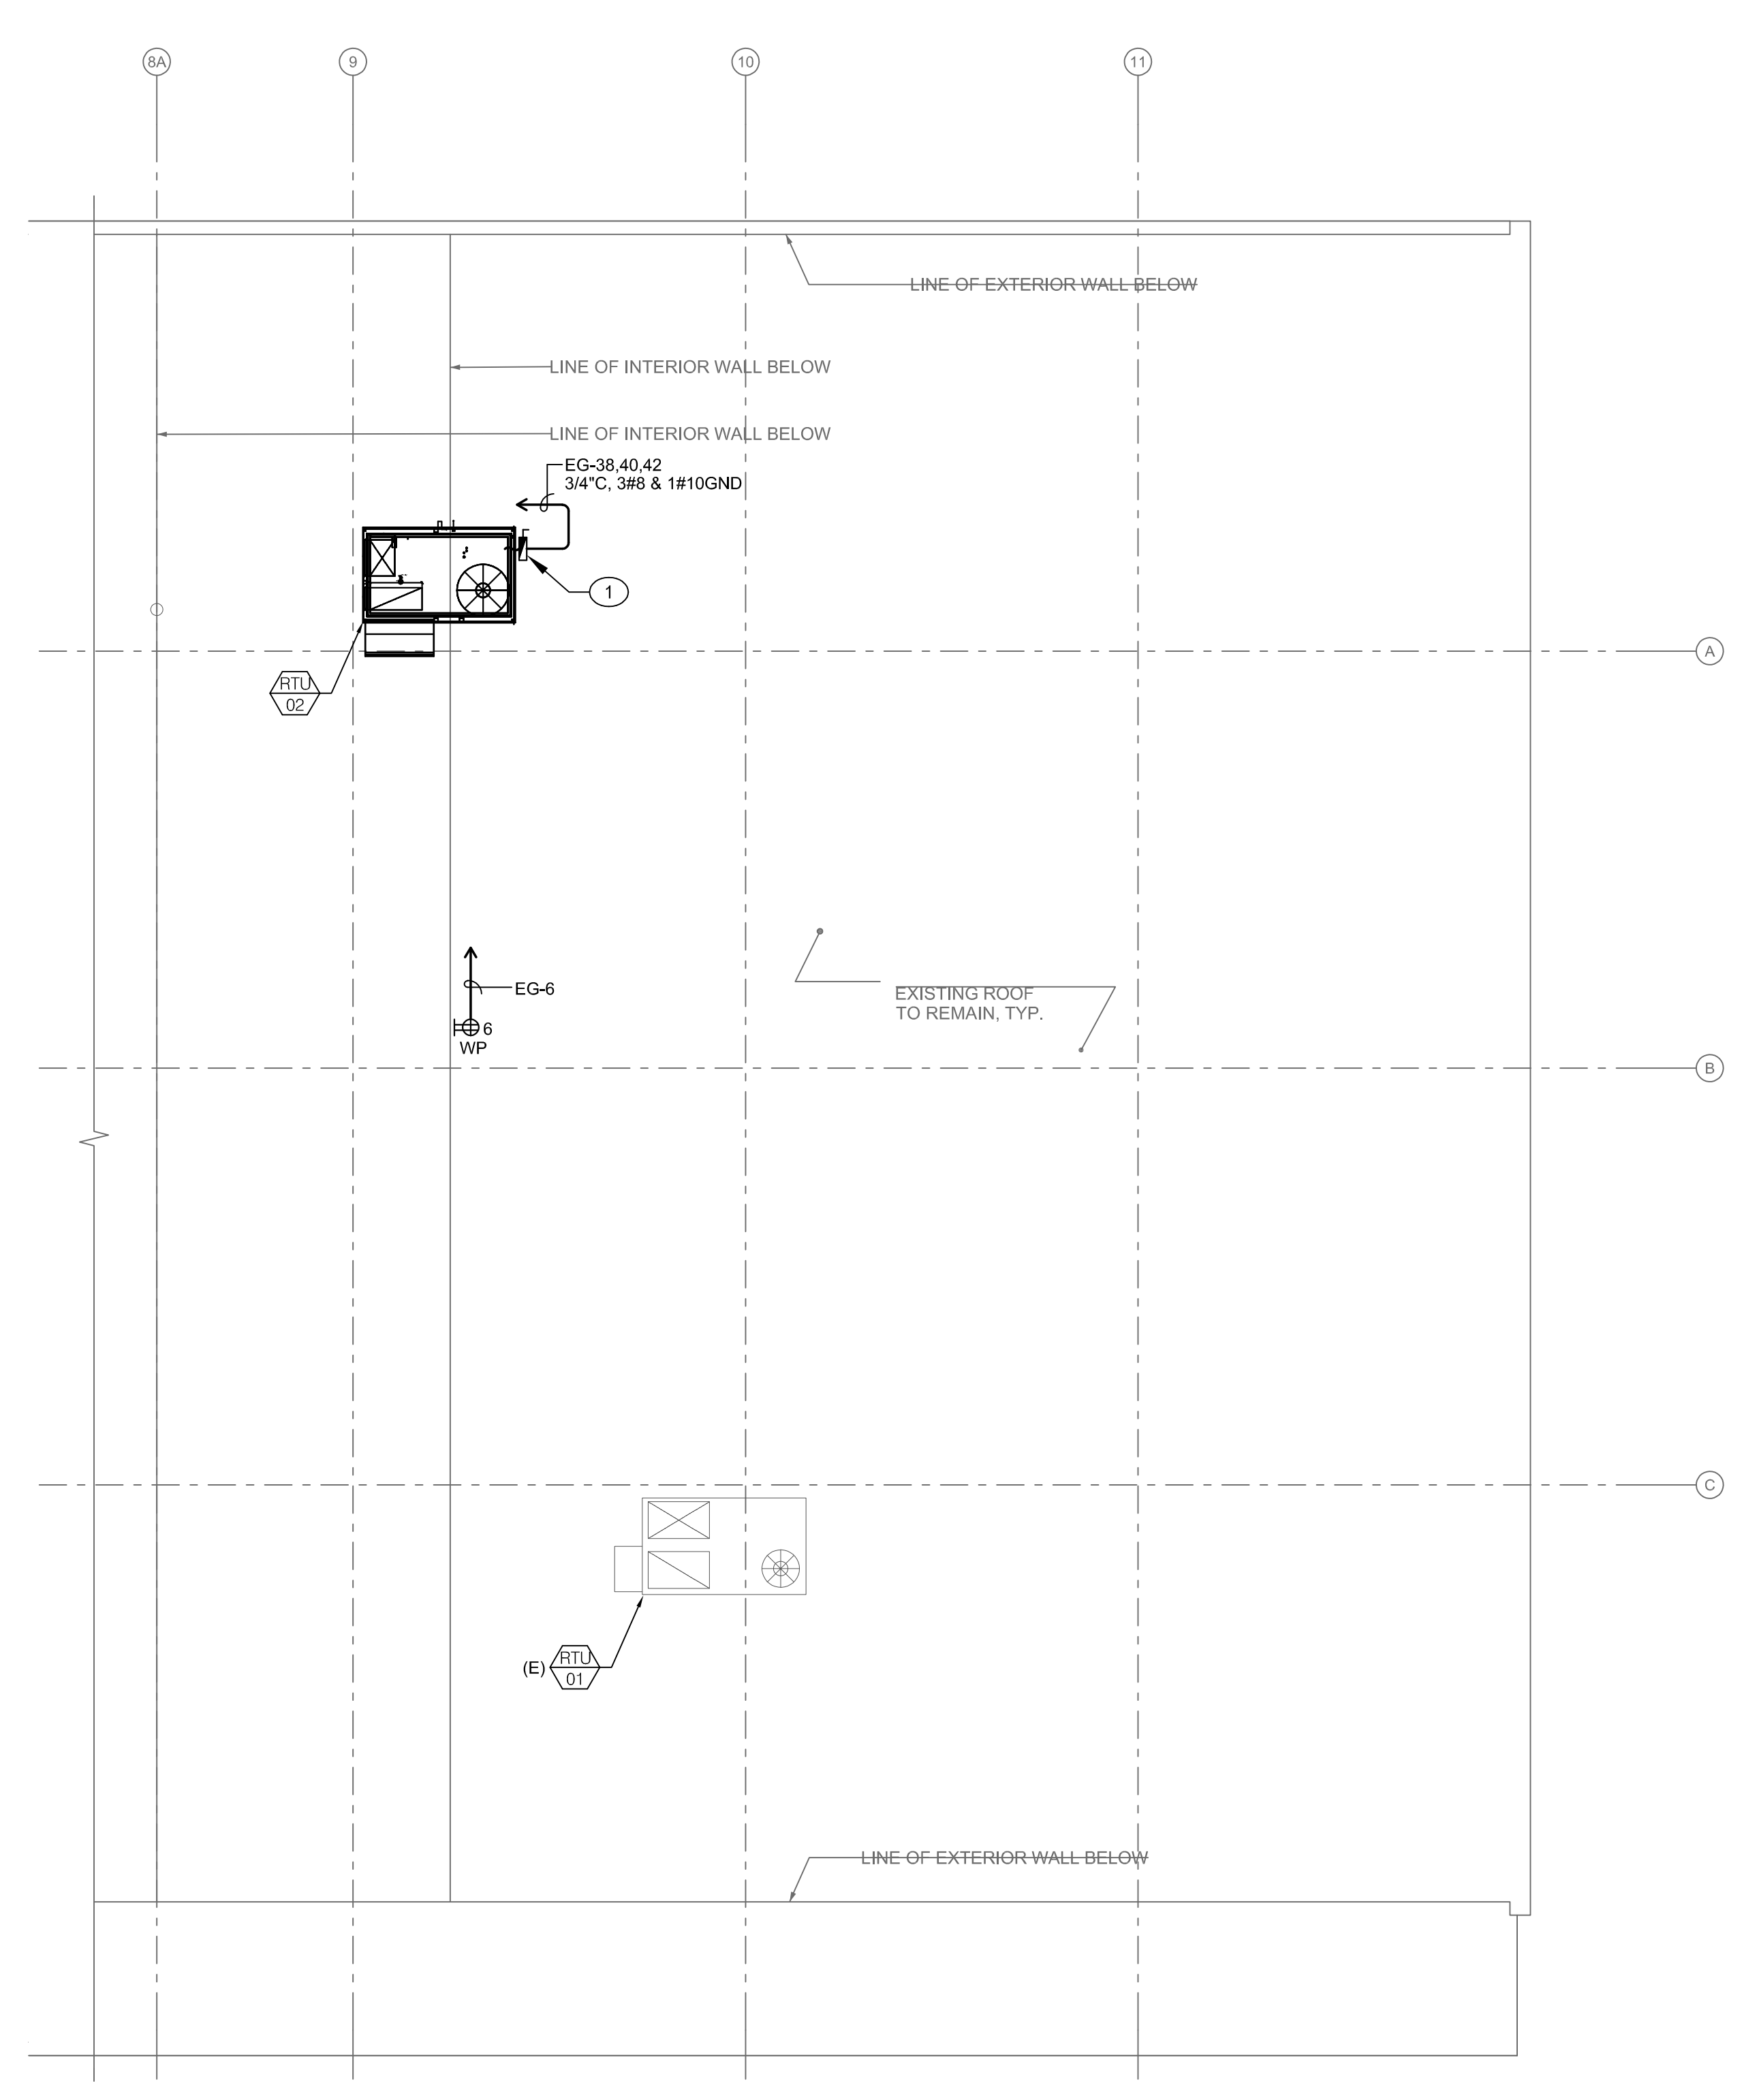 8A
9
10
11
LINE OF EXTERIOR WALL BELOW
LINE OF INTERIOR WALL BELOW
LINE OF INTERIOR WALL BELOW
EG-38,40,42
3/4"C, 3#8 & 1#10GND
1
A
RTU
02
EG-6
EXISTING ROOF
TO REMAIN, TYP.
6
WP
B
C
(E)
RTU
01
LINE OF EXTERIOR WALL BELOW